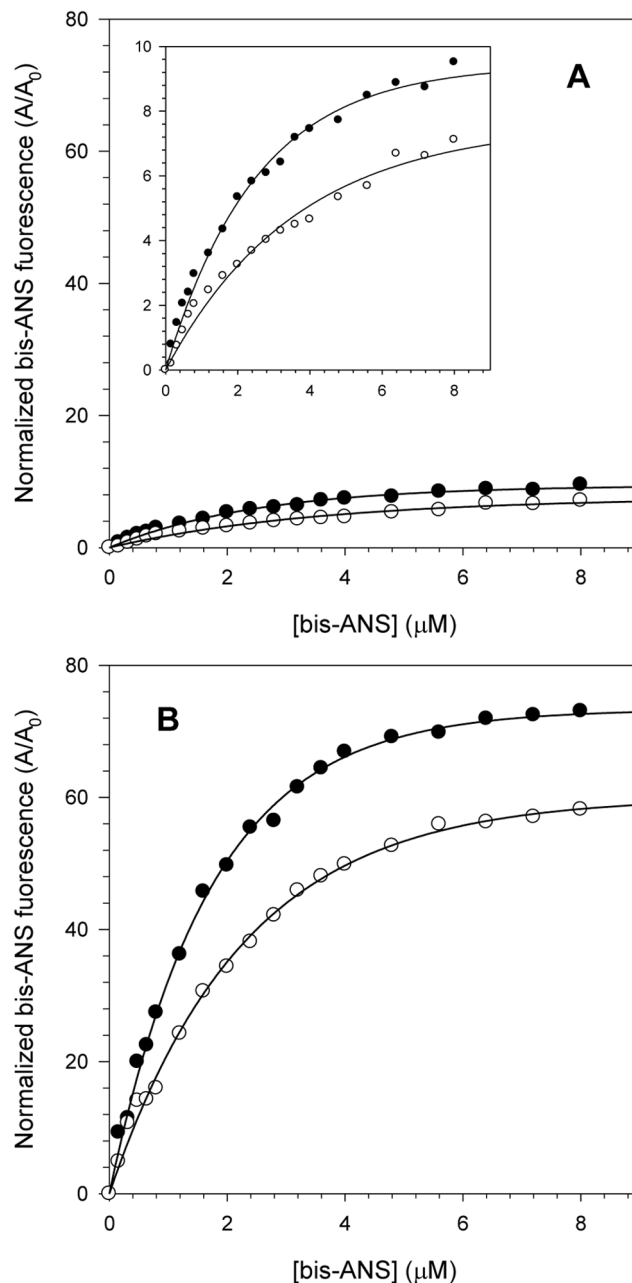 80
60
40
20
0
Normalized bis-ANS fuorescence (A/A0)
A
10
8
6
4
2
0
0 2 4 6 8
0 2 4 6 8
[bis-ANS] (μM)
80
60
40
20
0
Normalized bis-ANS fluorescence (A/A0)
B
0 2 4 6 8
[bis-ANS] (μM)